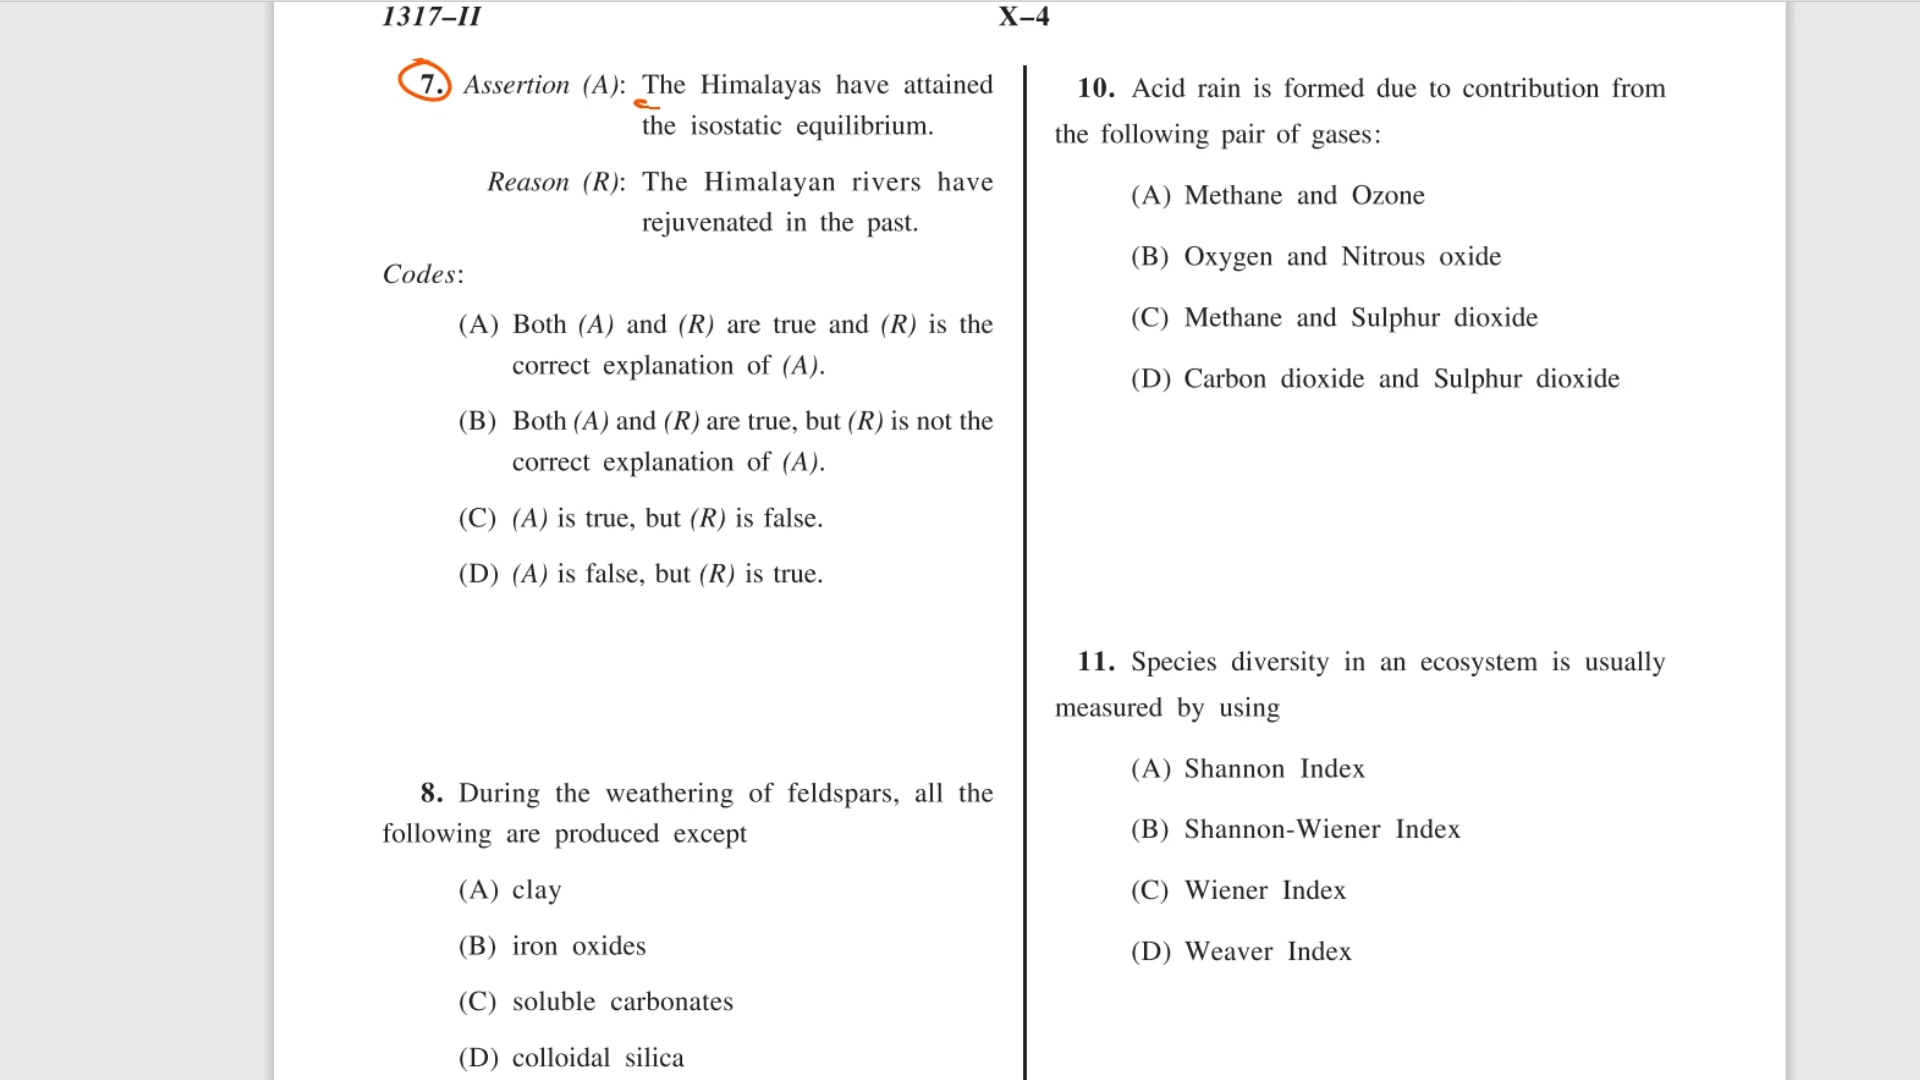 1317–II
X–4
7. Assertion (A): The Himalayas have attained
the isostatic equilibrium.
Reason (R): The Himalayan rivers have
rejuvenated in the past.
Codes:
(A) Both (A) and (R) are true and (R) is the
correct explanation of (A).
(B) Both (A) and (R) are true, but (R) is not the
correct explanation of (A).
(C) (A) is true, but (R) is false.
(D) (A) is false, but (R) is true.
8. During the weathering of feldspars, all the
following are produced except
(A) clay
(B) iron oxides
(C) soluble carbonates
(D) colloidal silica
10. Acid rain is formed due to contribution from
the following pair of gases:
(A) Methane and Ozone
(B) Oxygen and Nitrous oxide
(C) Methane and Sulphur dioxide
(D) Carbon dioxide and Sulphur dioxide
11. Species diversity in an ecosystem is usually
measured by using
(A) Shannon Index
(B) Shannon-Wiener Index
(C) Wiener Index
(D) Weaver Index